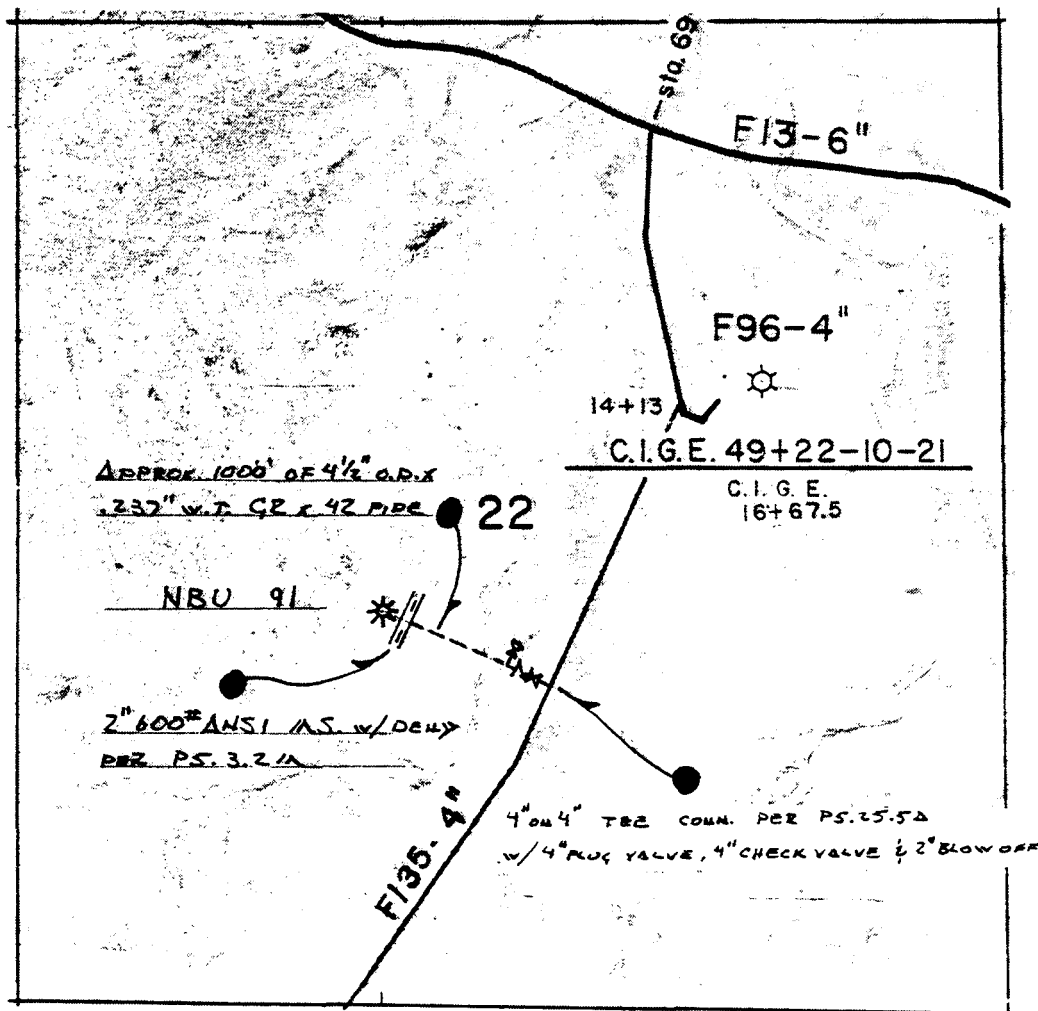 sta. 69
F13-6"
F96-4"
14+13
C.I.G.E. 49+22-10-21
C. I. G. E.
16+67.5
APPROX. 1000' OF 4½" O.D. X
.237" W.T. GR X 42 PIPE
22
NBU 91
2" 600# ANSI M.S. W/ DEHY
PER PS. 3.2 M
4" ON 4" TEE CONN. PER PS.25.5A
W/ 4" PLUG VALVE, 4" CHECK VALVE & 2" BLOW OFF
F135-4"